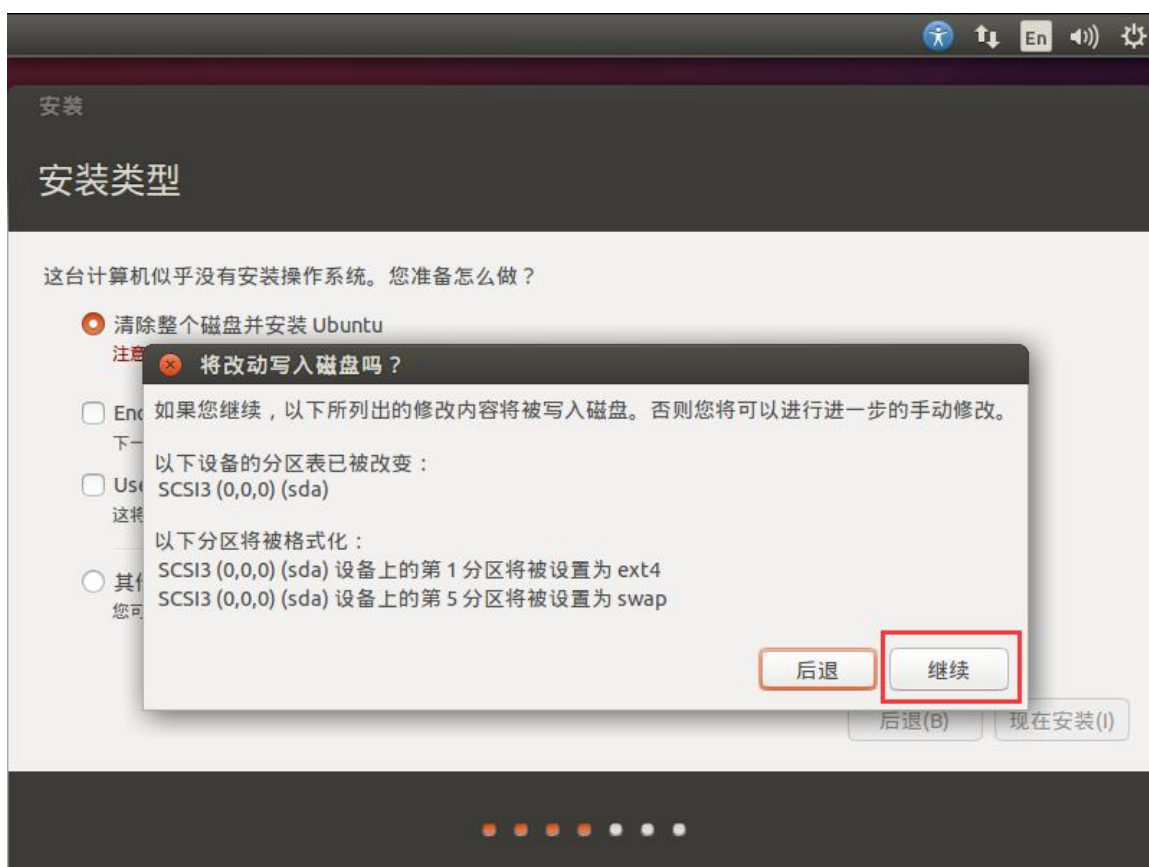 En
安装
安装类型
这台计算机似乎没有安装操作系统。您准备怎么做？
清除整个磁盘并安装 Ubuntu
注意
将改动写入磁盘吗？
如果您继续，以下所列出的修改内容将被写入磁盘。否则您将可以进行进一步的手动修改。
以下设备的分区表已被改变：
SCSI3 (0,0,0) (sda)
以下分区将被格式化：
SCSI3 (0,0,0) (sda) 设备上的第 1 分区将被设置为 ext4
SCSI3 (0,0,0) (sda) 设备上的第 5 分区将被设置为 swap
下一
这将
您可
后退
继续
后退(B)
现在安装(I)